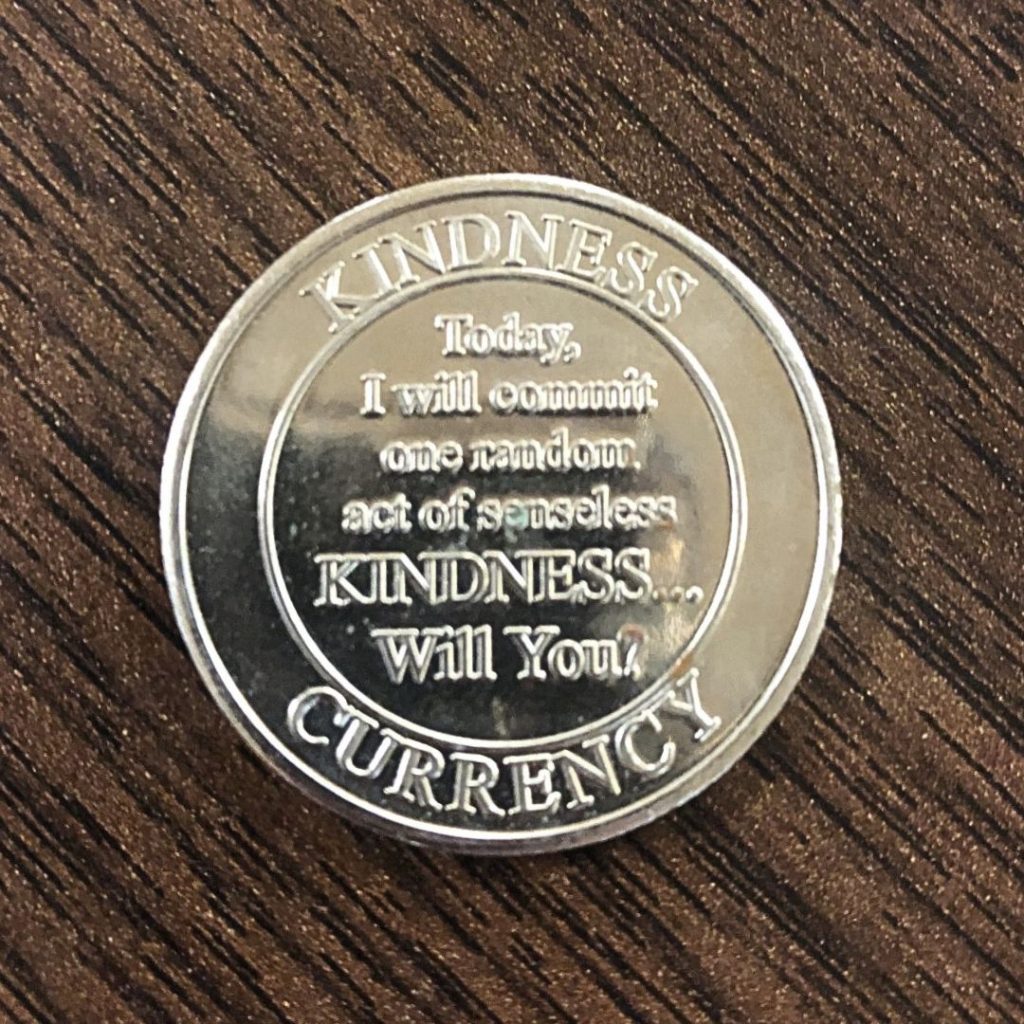 KINDNESS
Today,
I will commit
one random
act of senseless
KINDNESS...
Will You?
CURRENCY